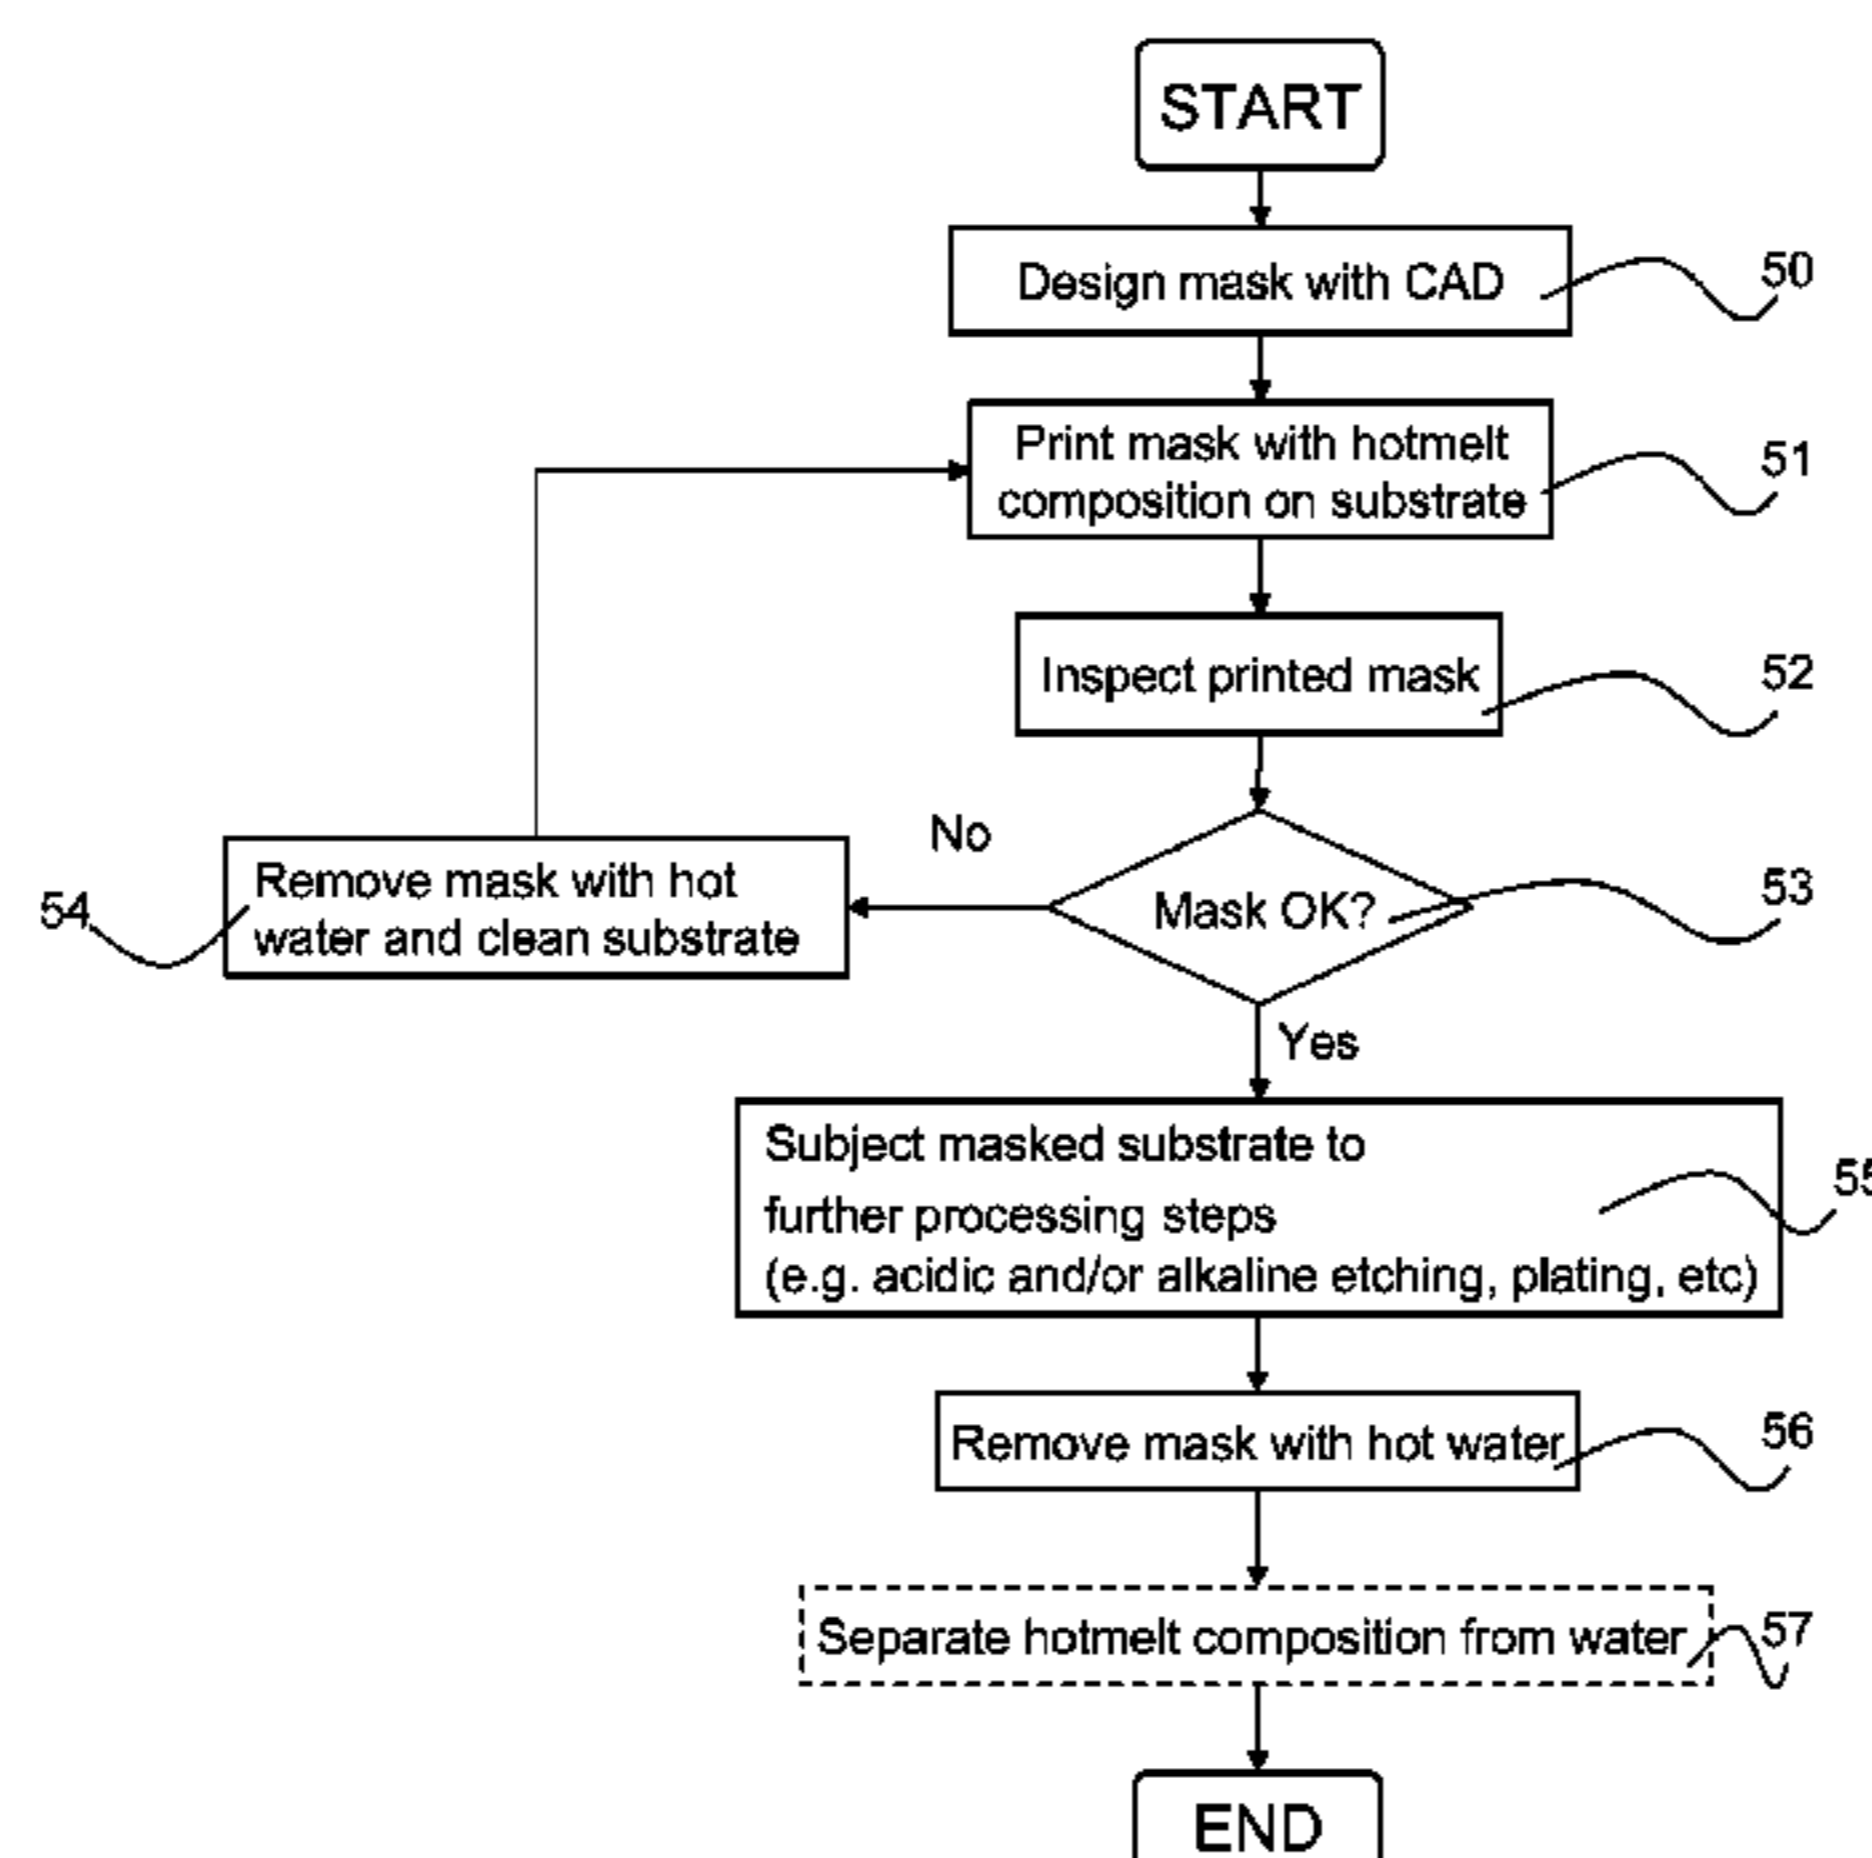 START
Design mask with CAD
50
Print mask with hotmelt
composition on substrate
51
Inspect printed mask
52
No
Mask OK?
53
Remove mask with hot
water and clean substrate
54
Yes
Subject masked substrate to
further processing steps
(e.g. acidic and/or alkaline etching, plating, etc)
55
Remove mask with hot water
56
Separate hotmelt composition from water
57
END